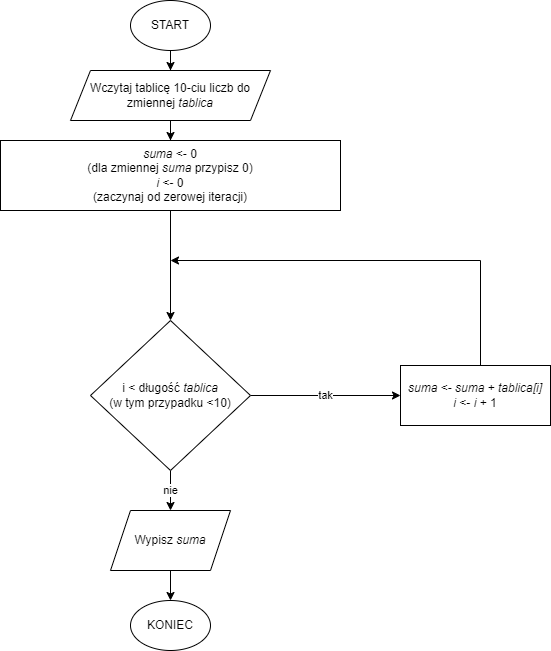 START
Wczytaj tablicę 10-ciu liczb do
zmiennej tablica
suma <- 0
(dla zmiennej suma przypisz 0)
i <- 0
(zaczynaj od zerowej iteracji)
i < długość tablica
(w tym przypadku <10)
tak
suma <- suma + tablica[i]
i <- i + 1
nie
Wypisz suma
KONIEC